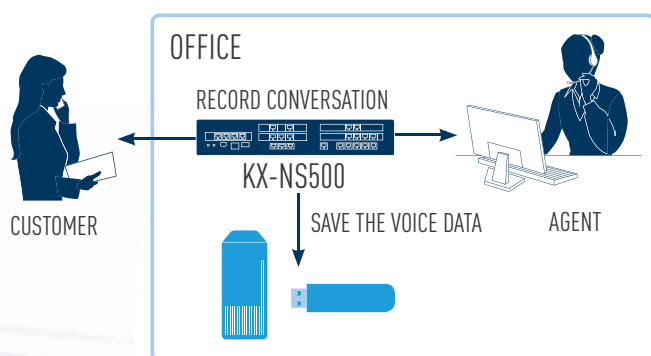 OFFICE
RECORD CONVERSATION
KX-NS500
CUSTOMER
SAVE THE VOICE DATA
AGENT